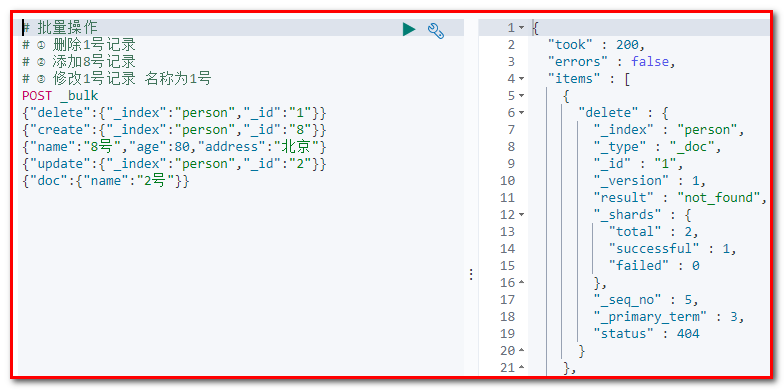 # 批量操作
# ① 删除1号记录
# ② 添加8号记录
# ③ 修改1号记录 名称为1号
POST _bulk
{"delete":{"_index":"person","_id":"1"}}
{"create":{"_index":"person","_id":"8"}}
{"name":"8号","age":80,"address":"北京"}
{"update":{"_index":"person","_id":"2"}}
{"doc":{"name":"2号"}}
1 {
2 "took" : 200,
3 "errors" : false,
4 "items" : [
5 {
6 "delete" : {
7 "_index" : "person",
8 "_type" : "_doc",
9 "_id" : "1",
10 "_version" : 1,
11 "result" : "not_found",
12 "_shards" : {
13 "total" : 2,
14 "successful" : 1,
15 "failed" : 0
16 },
17 "_seq_no" : 5,
18 "_primary_term" : 3,
19 "status" : 404
20 }
21 },